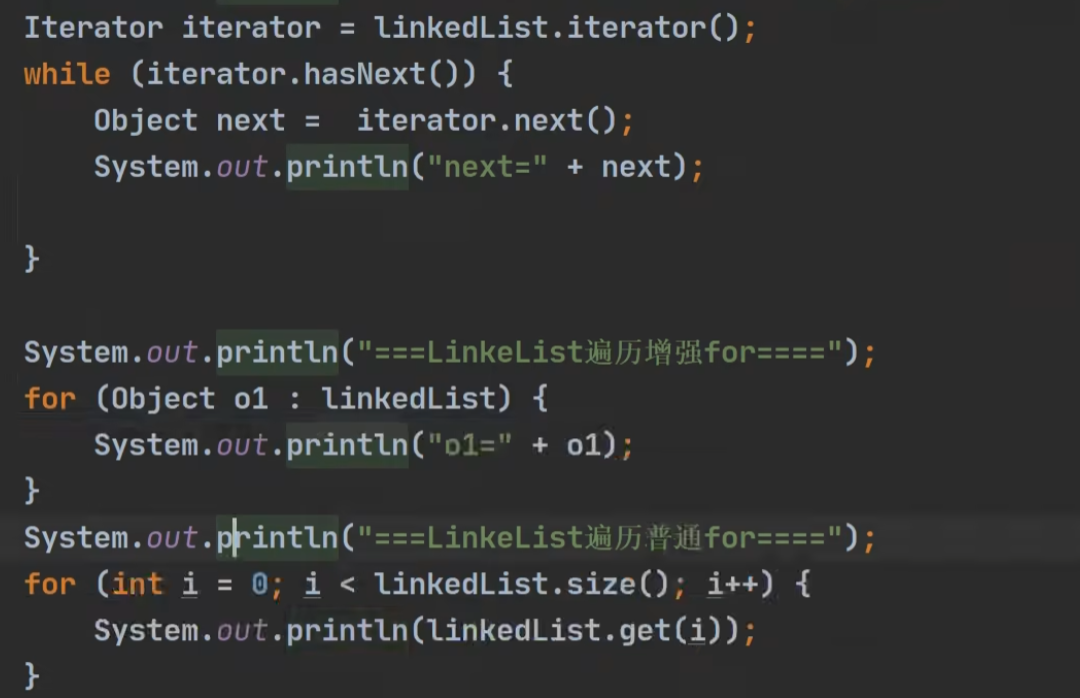 Iterator iterator = linkedList.iterator();
while (iterator.hasNext()) {
    Object next =  iterator.next();
    System.out.println("next=" + next);
}
System.out.println("===LinkeList遍历增强for====");
for (Object o1 : linkedList) {
    System.out.println("o1=" + o1);
}
System.out.println("===LinkeList遍历普通for====");
for (int i = 0; i < linkedList.size(); i++) {
    System.out.println(linkedList.get(i));
}